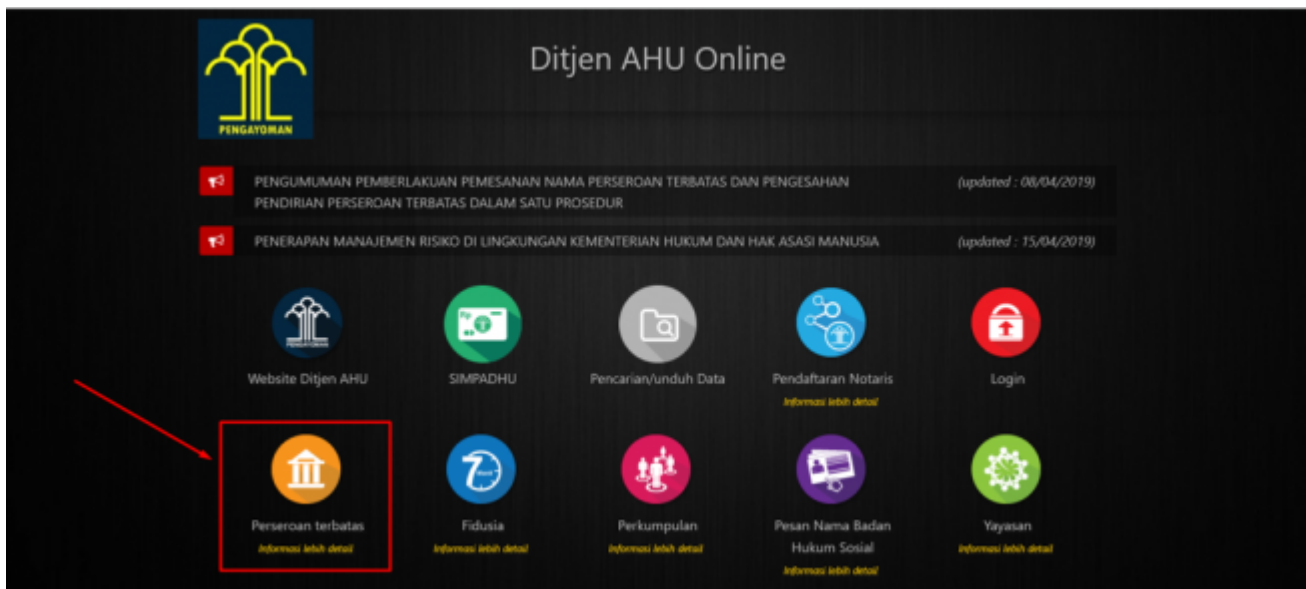 Ditjen AHU Online
PENGAYOMAN
PENGUMUMAN PEMBERLAKUAN PEMESANAN NAMA PERSEROAN TERBATAS DAN PENGESAHAN (updated : 08/04/2019)
PENDIRIAN PERSEROAN TERBATAS DALAM SATU PROSEDUR
PENERAPAN MANAJEMEN RISIKO DI LINGKUNGAN KEMENTERIAN HUKUM DAN HAK ASASI MANUSIA (updated : 15/04/2019)
PENGAYOMAN
Rp
Website Ditjen AHU
SIMPADHU
Pencarian/unduh Data
Pendaftaran Notaris
Login
Informasi lebih detail
7
Perseroan terbatas
Fidusia
Perkumpulan
Pesan Nama Badan
Hukum Sosial
Yayasan
Informasi lebih detail
Informasi lebih detail
Informasi lebih detail
Informasi lebih detail
Informasi lebih detail